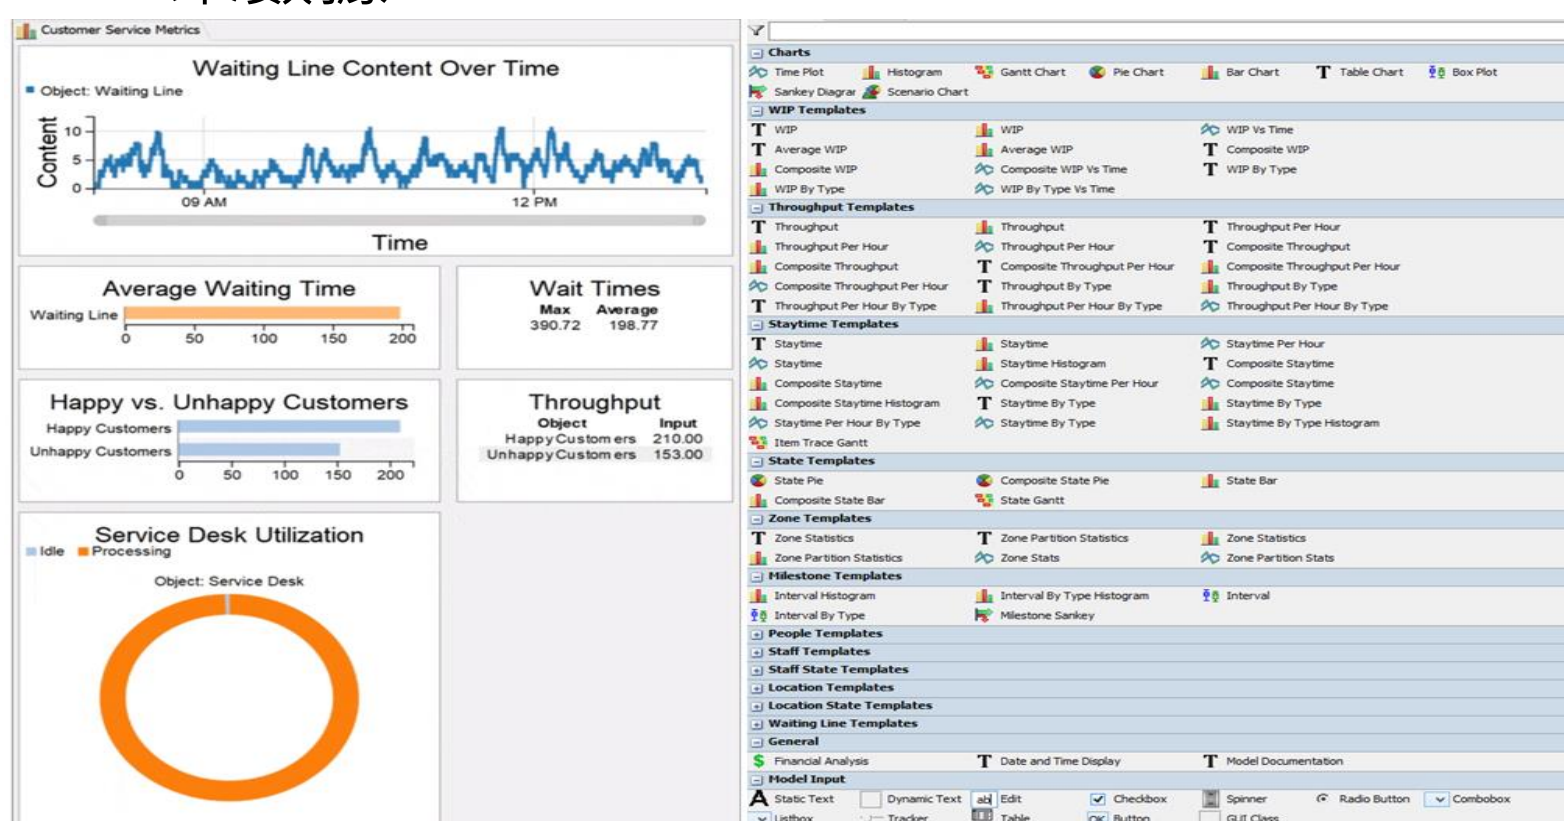 Customer Service Metrics
Waiting Line Content Over Time
Object: Waiting Line
Content
10
5
0
09 AM 12 PM
Time
Average Waiting Time
Waiting Line
0 50 100 150 200
Wait Times
Max Average
390.72 198.77
Happy vs. Unhappy Customers
Happy Customers
Unhappy Customers
0 50 100 150 200
Throughput
Object Input
HappyCustomers 210.00
UnhappyCustomers 153.00
Service Desk Utilization
Idle Processing
Object: Service Desk
Charts
Time Plot Histogram Gantt Chart Pie Chart Bar Chart T Table Chart Box Plot
Sankey Diagrar Scenario Chart
WIP Templates
T WIP WIP WIP Vs Time
T Average WIP Average WIP T Composite WIP
Composite WIP Composite WIP Vs Time T WIP By Type
WIP By Type WIP By Type Vs Time
Throughput Templates
T Throughput Throughput T Throughput Per Hour
Throughput Per Hour Throughput Per Hour T Composite Throughput
Composite Throughput T Composite Throughput Per Hour Composite Throughput Per Hour
Composite Throughput Per Hour T Throughput By Type Throughput By Type
T Throughput Per Hour By Type Throughput Per Hour By Type Throughput Per Hour By Type
Staytime Templates
T Staytime Staytime Staytime Per Hour
Staytime Staytime Histogram T Composite Staytime
Composite Staytime Composite Staytime Per Hour Composite Staytime
Composite Staytime Histogram T Staytime By Type Staytime By Type
Staytime Per Hour By Type Staytime By Type Staytime By Type Histogram
Item Trace Gantt
State Templates
State Pie Composite State Pie State Bar
Composite State Bar State Gantt
Zone Templates
T Zone Statistics T Zone Partition Statistics Zone Statistics
Zone Partition Statistics Zone Stats Zone Partition Stats
Milestone Templates
Interval Histogram Interval By Type Histogram Interval
Interval By Type Milestone Sankey
People Templates
Staff Templates
Staff State Templates
Location Templates
Location State Templates
Waiting Line Templates
General
$ Financial Analysis T Date and Time Display T Model Documentation
Model Input
A Static Text Dynamic Text ab Edit Checkbox Spinner Radio Button Combobox
Listbox Tracker Table OK Button GUI Class